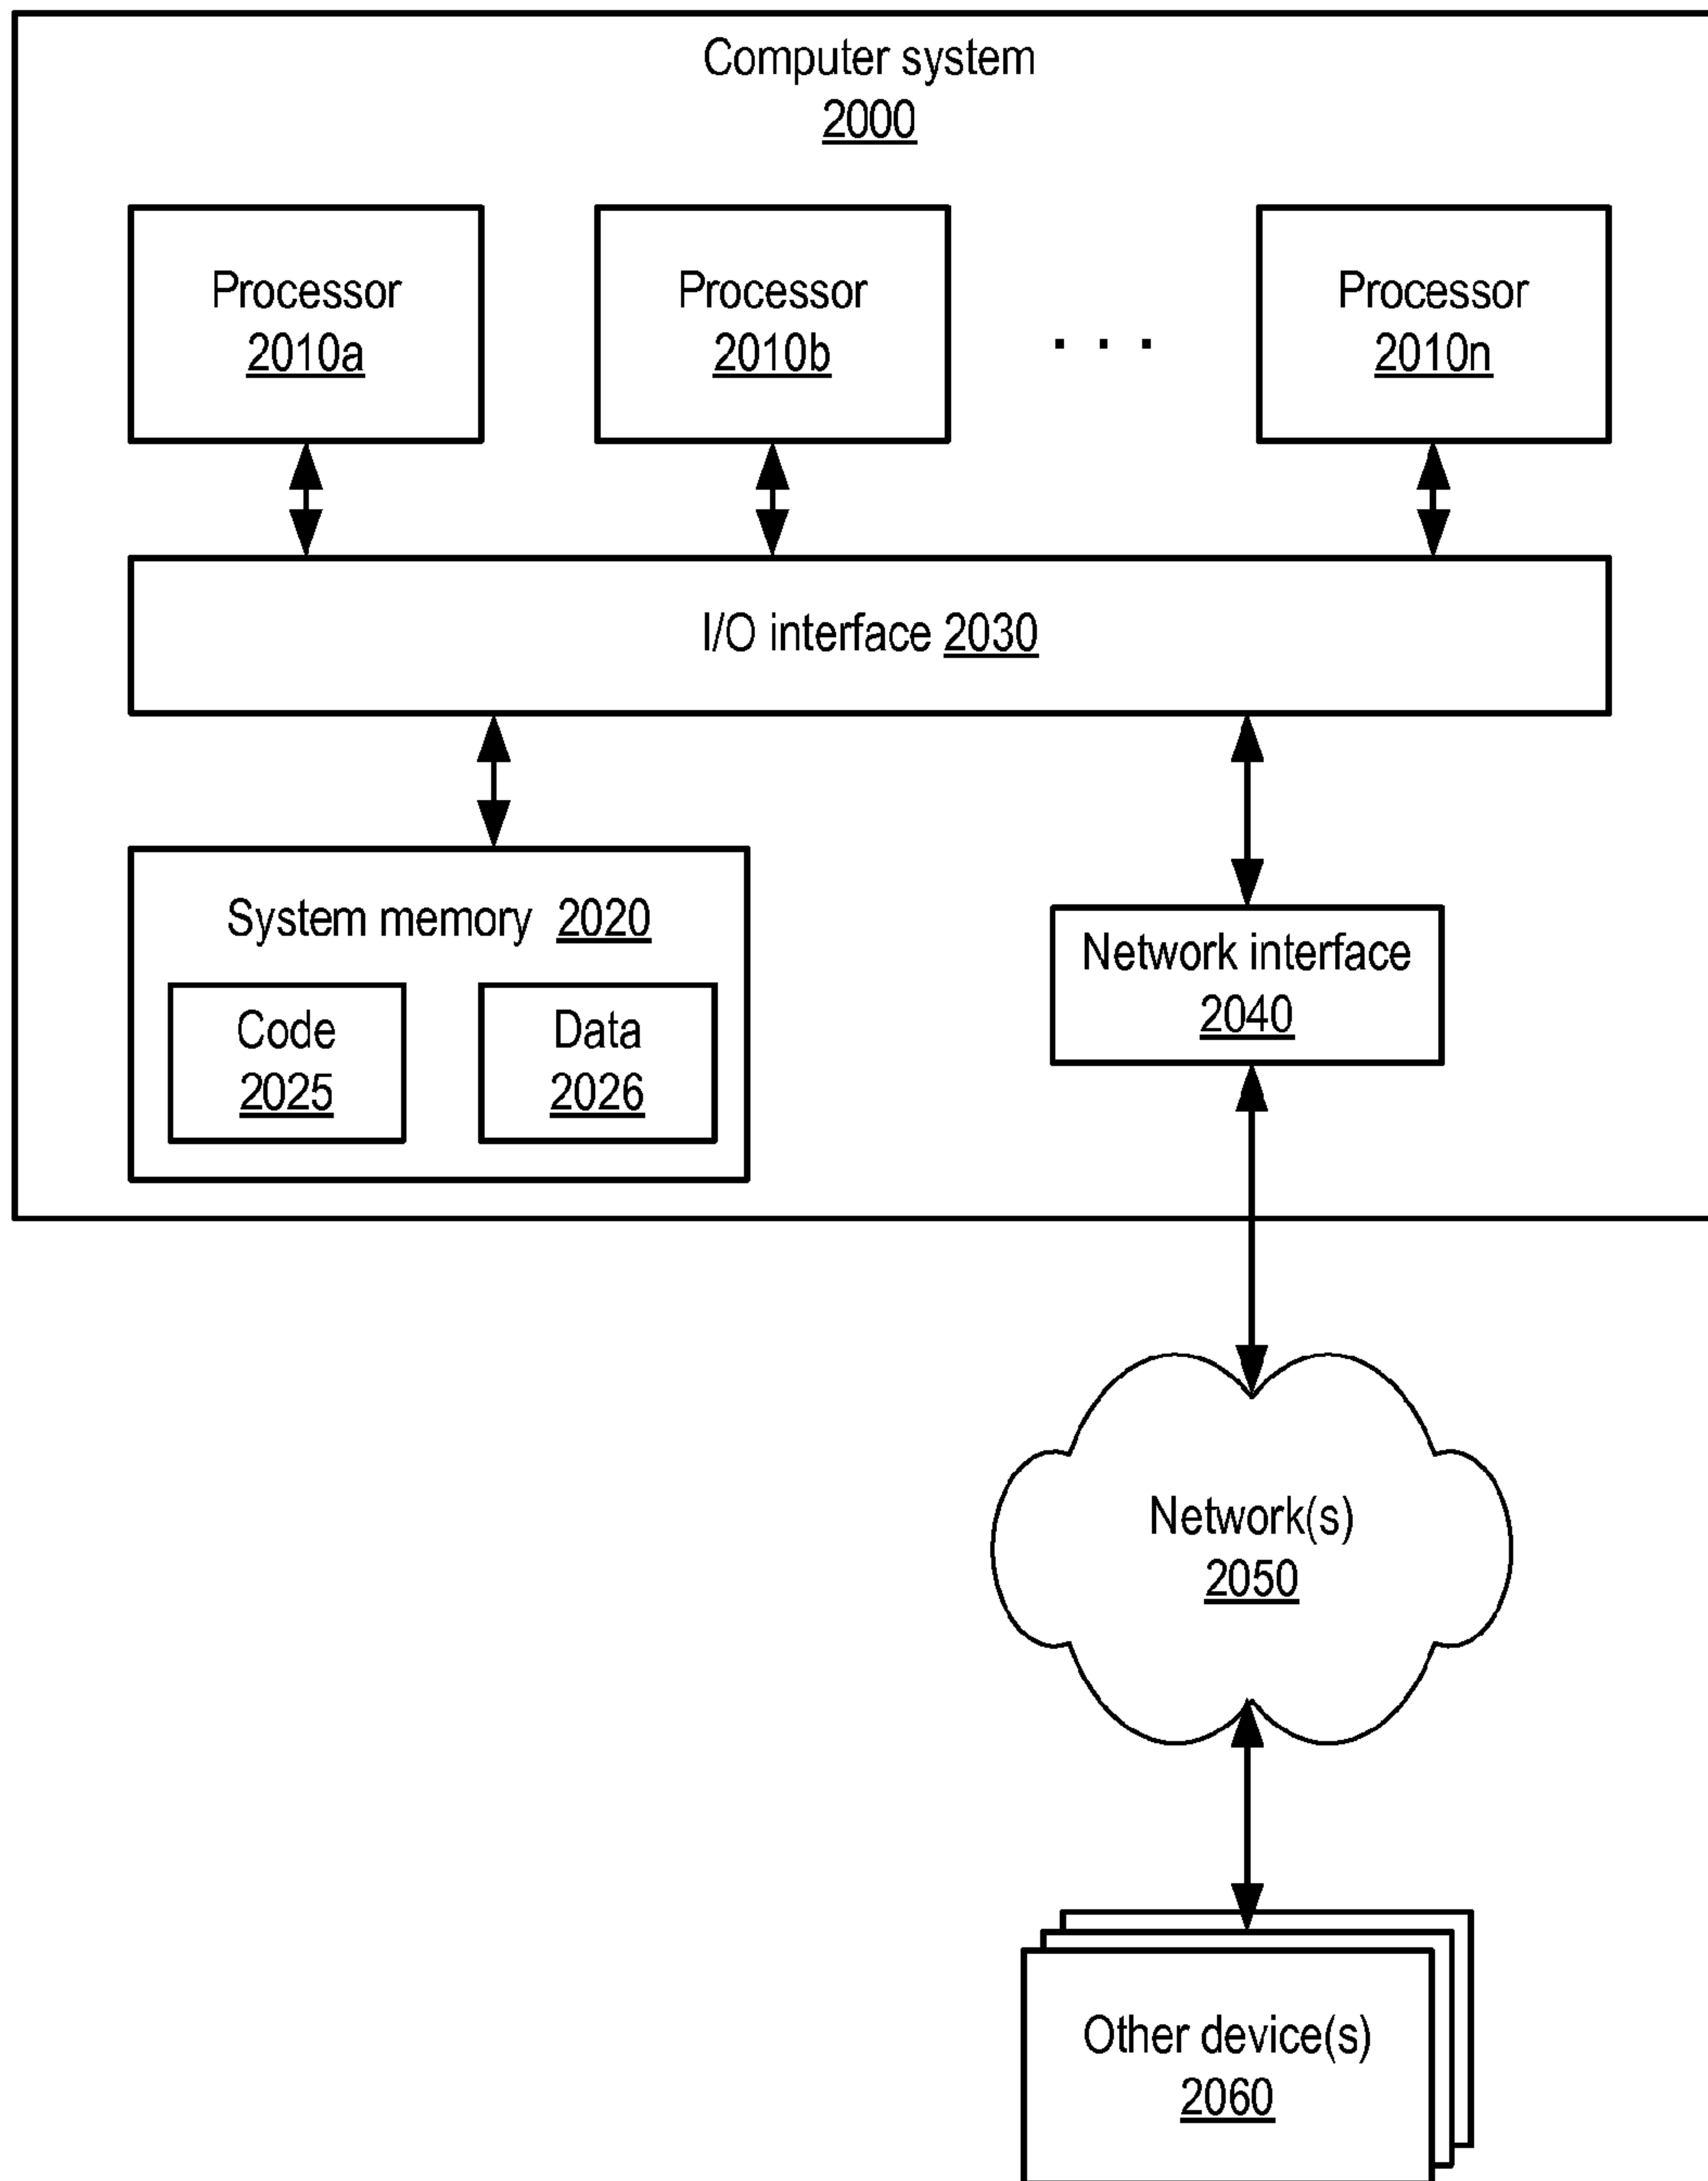 Computer system
2000
Processor
2010a
Processor
2010b
. . .
Processor
2010n
I/O interface 2030
System memory 2020
Code
2025
Data
2026
Network interface
2040
Network(s)
2050
Other device(s)
2060